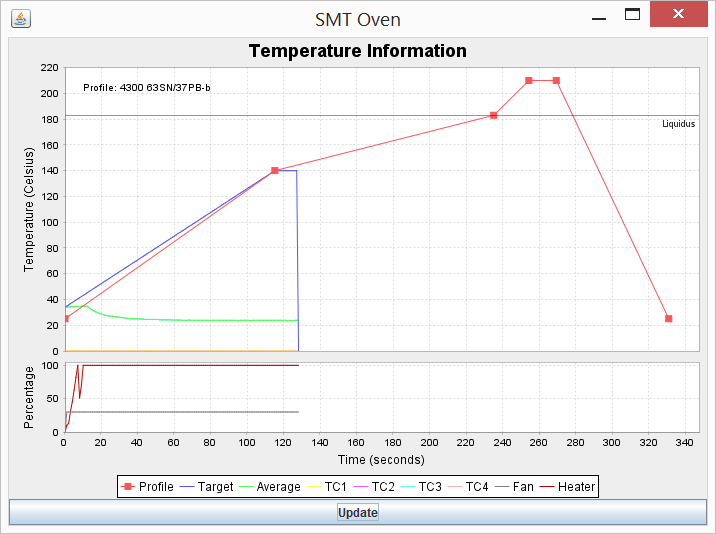 SMT Oven
Temperature Information
Temperature (Celsius)
220
200
180
160
140
120
100
80
60
40
20
0
Profile: 4300 63SN/37PB-b
Liquidus
Percentage
100
50
0
0 20 40 60 80 100 120 140 160 180 200 220 240 260 280 300 320 340
Time (seconds)
Profile Target Average TC1 TC2 TC3 TC4 Fan Heater
Update